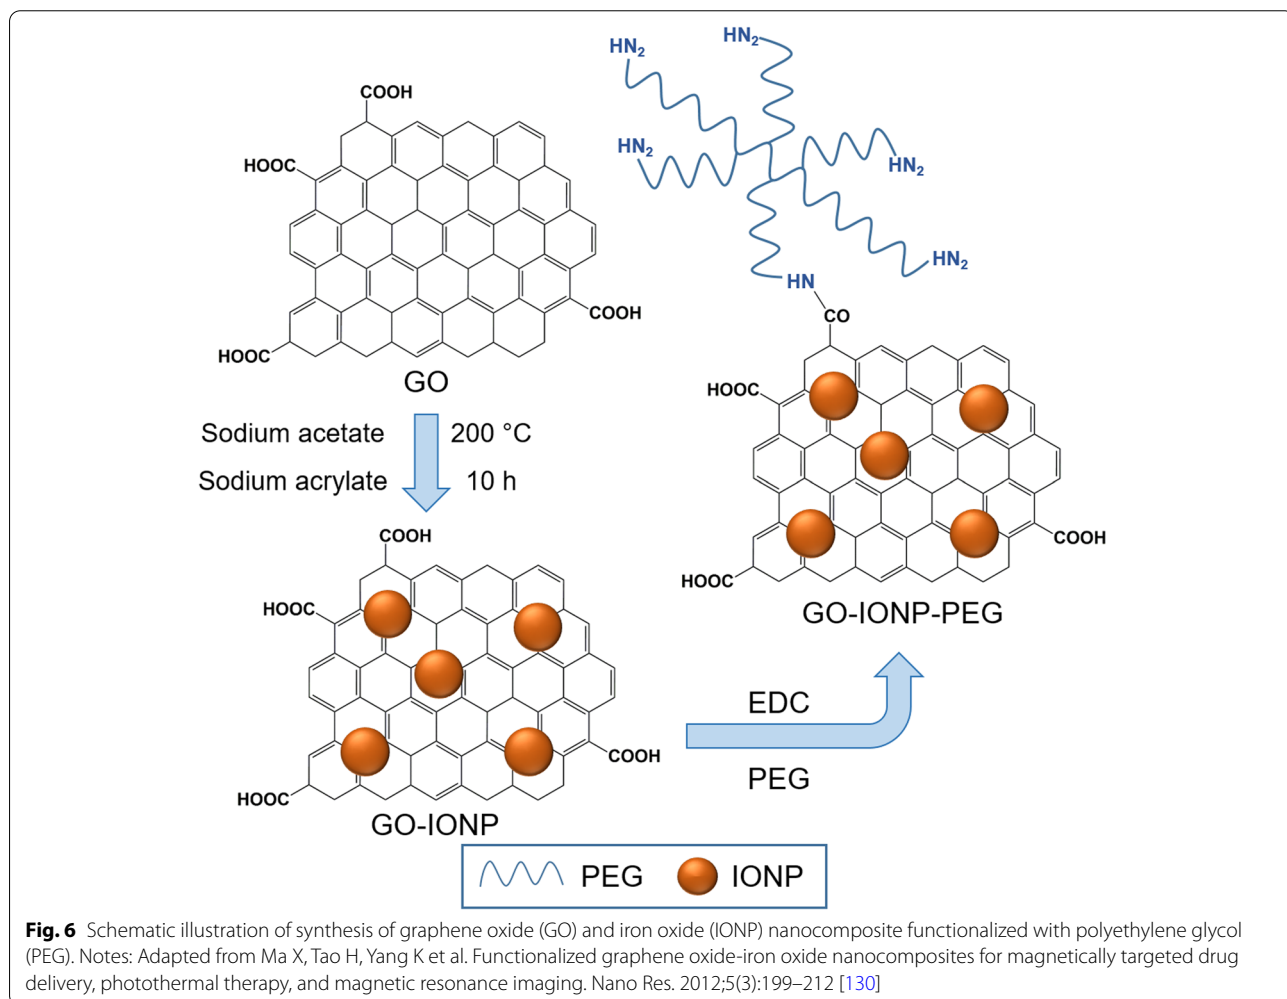 COOH
HOOC
COOH
HOOC
GO
Sodium acetate 200 °C
Sodium acrylate 10 h
COOH
HOOC
COOH
HOOC
GO-IONP
EDC
PEG
HN₂
HN₂
HN₂
HN₂
HN₂
HN
CO
HOOC
COOH
HOOC
GO-IONP-PEG
PEG IONP
Fig. 6 Schematic illustration of synthesis of graphene oxide (GO) and iron oxide (IONP) nanocomposite functionalized with polyethylene glycol
(PEG). Notes: Adapted from Ma X, Tao H, Yang K et al. Functionalized graphene oxide-iron oxide nanocomposites for magnetically targeted drug
delivery, photothermal therapy, and magnetic resonance imaging. Nano Res. 2012;5(3):199–212 [130]